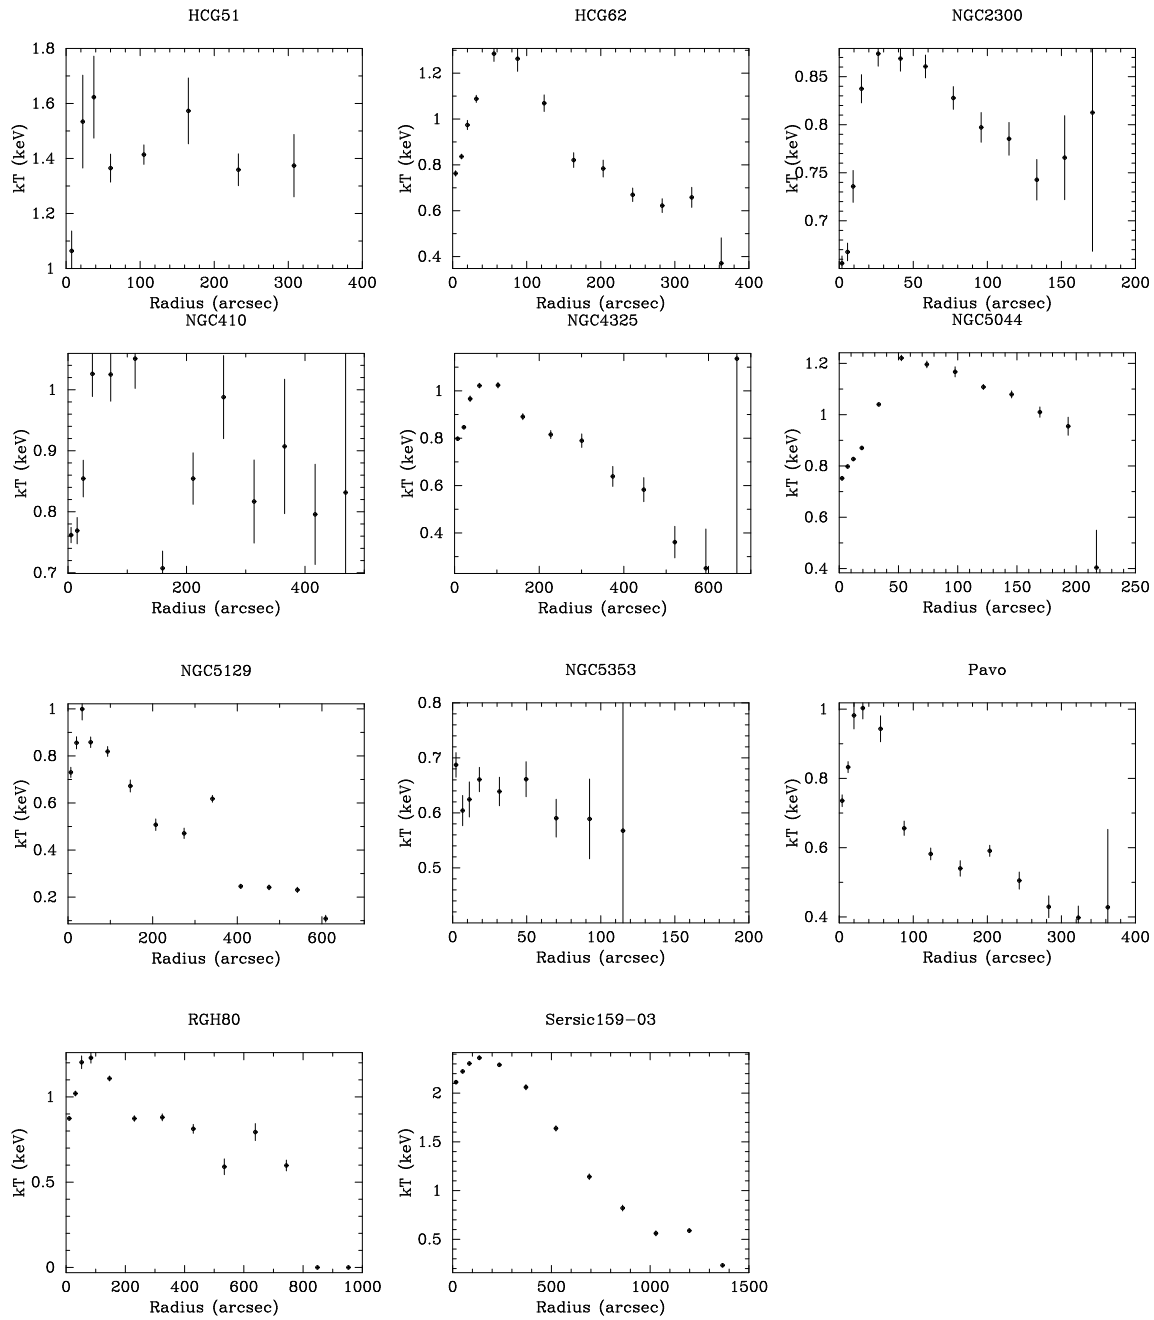 HCG51
HCG62
NGC2300
1.8
1.6
1.4
1.2
1
kT (keV)
0 100 200 300 400
Radius (arcsec)
1.2
1
0.8
0.6
0.4
kT (keV)
0 100 200 300 400
Radius (arcsec)
0.85
0.8
0.75
0.7
kT (keV)
0 50 100 150 200
Radius (arcsec)
NGC410
NGC4325
NGC5044
1
0.9
0.8
0.7
kT (keV)
0 200 400
Radius (arcsec)
1
0.8
0.6
0.4
kT (keV)
0 200 400 600
Radius (arcsec)
1.2
1
0.8
0.6
0.4
kT (keV)
0 50 100 150 200 250
Radius (arcsec)
NGC5129
NGC5353
Pavo
1
0.8
0.6
0.4
0.2
kT (keV)
0 200 400 600
Radius (arcsec)
0.8
0.7
0.6
0.5
kT (keV)
0 50 100 150 200
Radius (arcsec)
1
0.8
0.6
0.4
kT (keV)
0 100 200 300 400
Radius (arcsec)
RGH80
Sersic159−03
1
0.5
0
kT (keV)
0 200 400 600 800 1000
Radius (arcsec)
2
1.5
1
0.5
kT (keV)
0 500 1000 1500
Radius (arcsec)